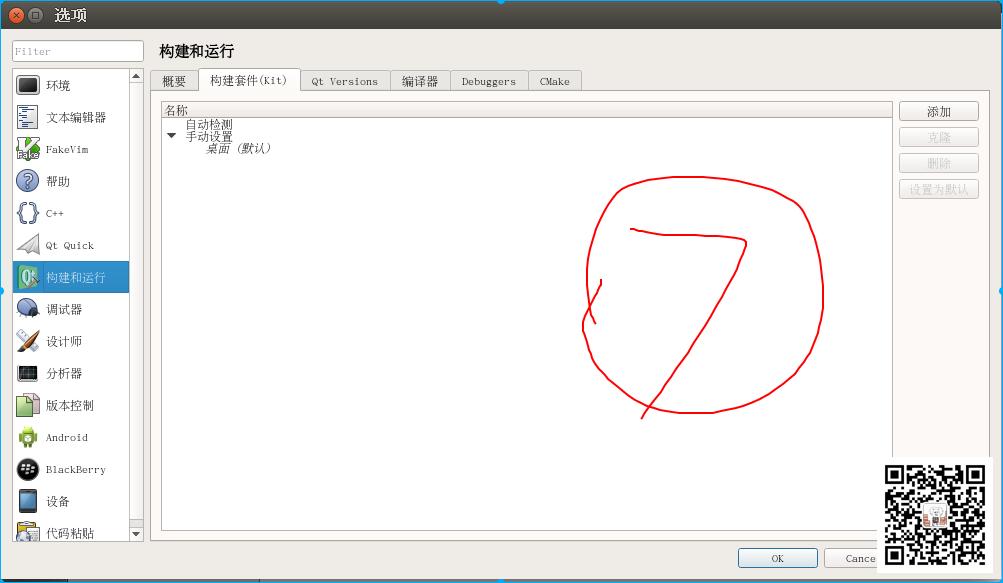 选项
Filter
构建和运行
概要 构建套件(Kit) Qt Versions 编译器 Debuggers CMake
环境
文本编辑器
FakeVim
帮助
C++
Qt Quick
构建和运行
调试器
设计师
分析器
版本控制
Android
BlackBerry
设备
代码粘贴
名称
自动检测
手动设置
桌面 (默认)
7
添加
克隆
删除
设置为默认
OK
Cance